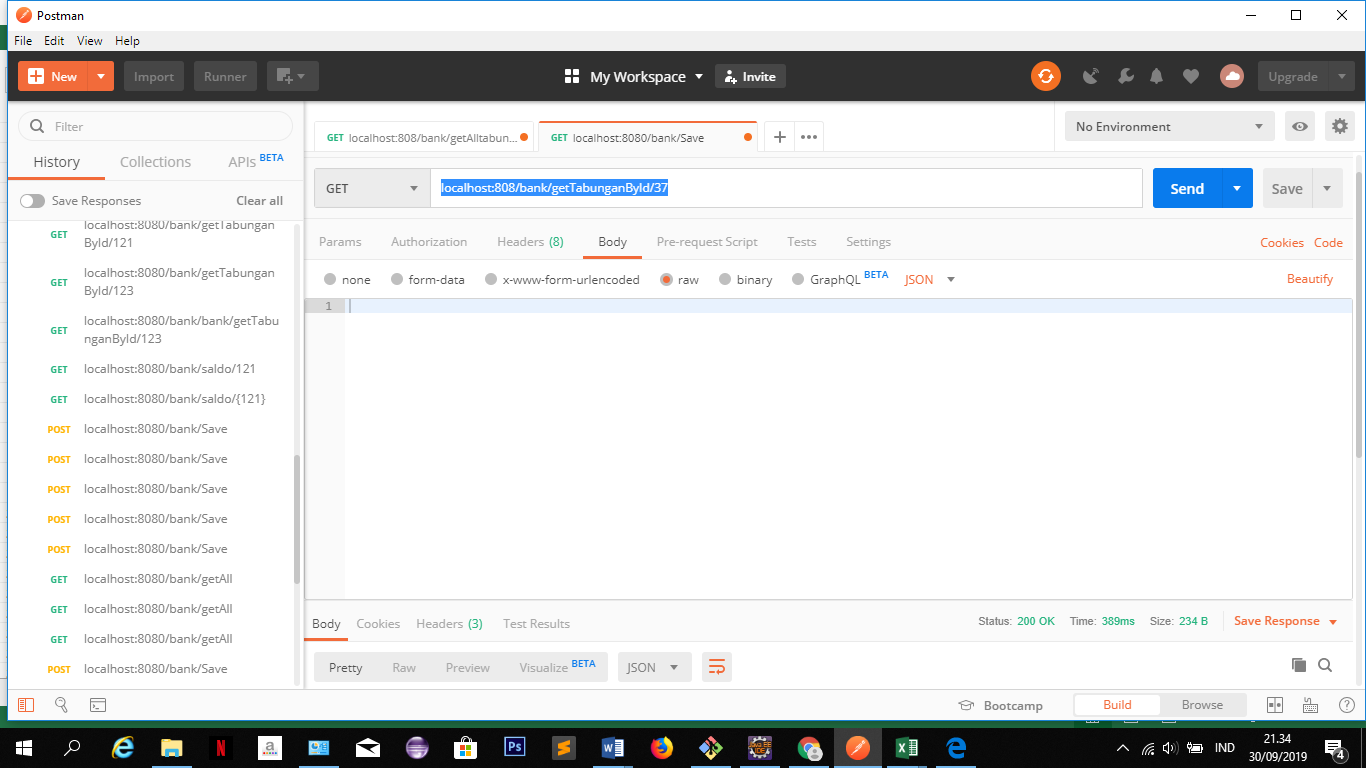 Postman
File Edit View Help
New Import Runner My Workspace Invite Upgrade
Filter
History Collections APIs BETA
Save Responses Clear all
GET localhost:8080/bank/getTabungan
ById/121
GET localhost:8080/bank/getTabungan
ById/123
GET localhost:8080/bank/bank/getTabu
nganById/123
GET localhost:8080/bank/saldo/121
GET localhost:8080/bank/saldo/{121}
POST localhost:8080/bank/Save
POST localhost:8080/bank/Save
POST localhost:8080/bank/Save
POST localhost:8080/bank/Save
POST localhost:8080/bank/Save
GET localhost:8080/bank/getAll
GET localhost:8080/bank/getAll
GET localhost:8080/bank/getAll
POST localhost:8080/bank/Save
GET localhost:808/bank/getAlltabun... GET localhost:8080/bank/Save
No Environment
GET localhost:808/bank/getTabunganById/37 Send Save
Params Authorization Headers (8) Body Pre-request Script Tests Settings Cookies Code
none form-data x-www-form-urlencoded raw binary GraphQL BETA JSON Beautify
1
Body Cookies Headers (3) Test Results Status: 200 OK Time: 389ms Size: 234 B Save Response
Pretty Raw Preview Visualize BETA JSON
Bootcamp Build Browse
IND
21.34
30/09/2019
4